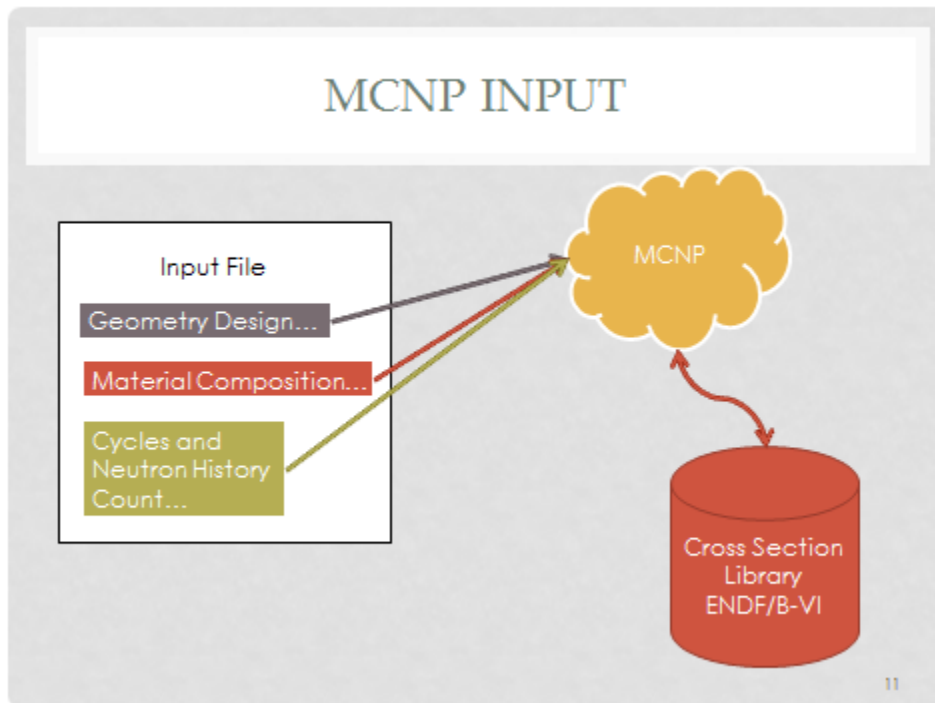 MCNP INPUT
Input File
Geometry Design...
Material Composition...
Cycles and
Neutron History
Count...
MCNP
Cross Section
Library
ENDF/B-VI
11